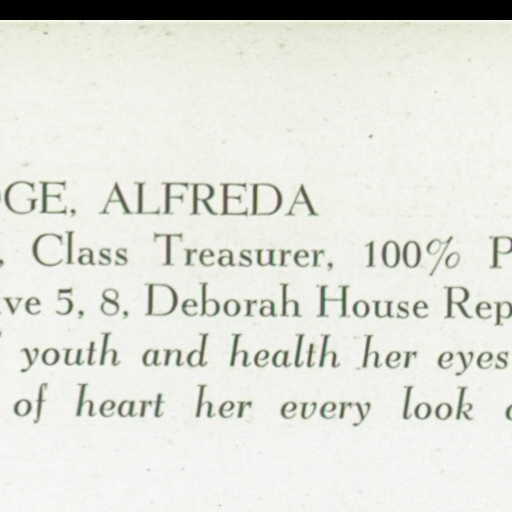 OGE, ALFREDA
, Class Treasurer, 100% P
ve 5, 8, Deborah House Rep
youth and health her eyes
of heart her every look